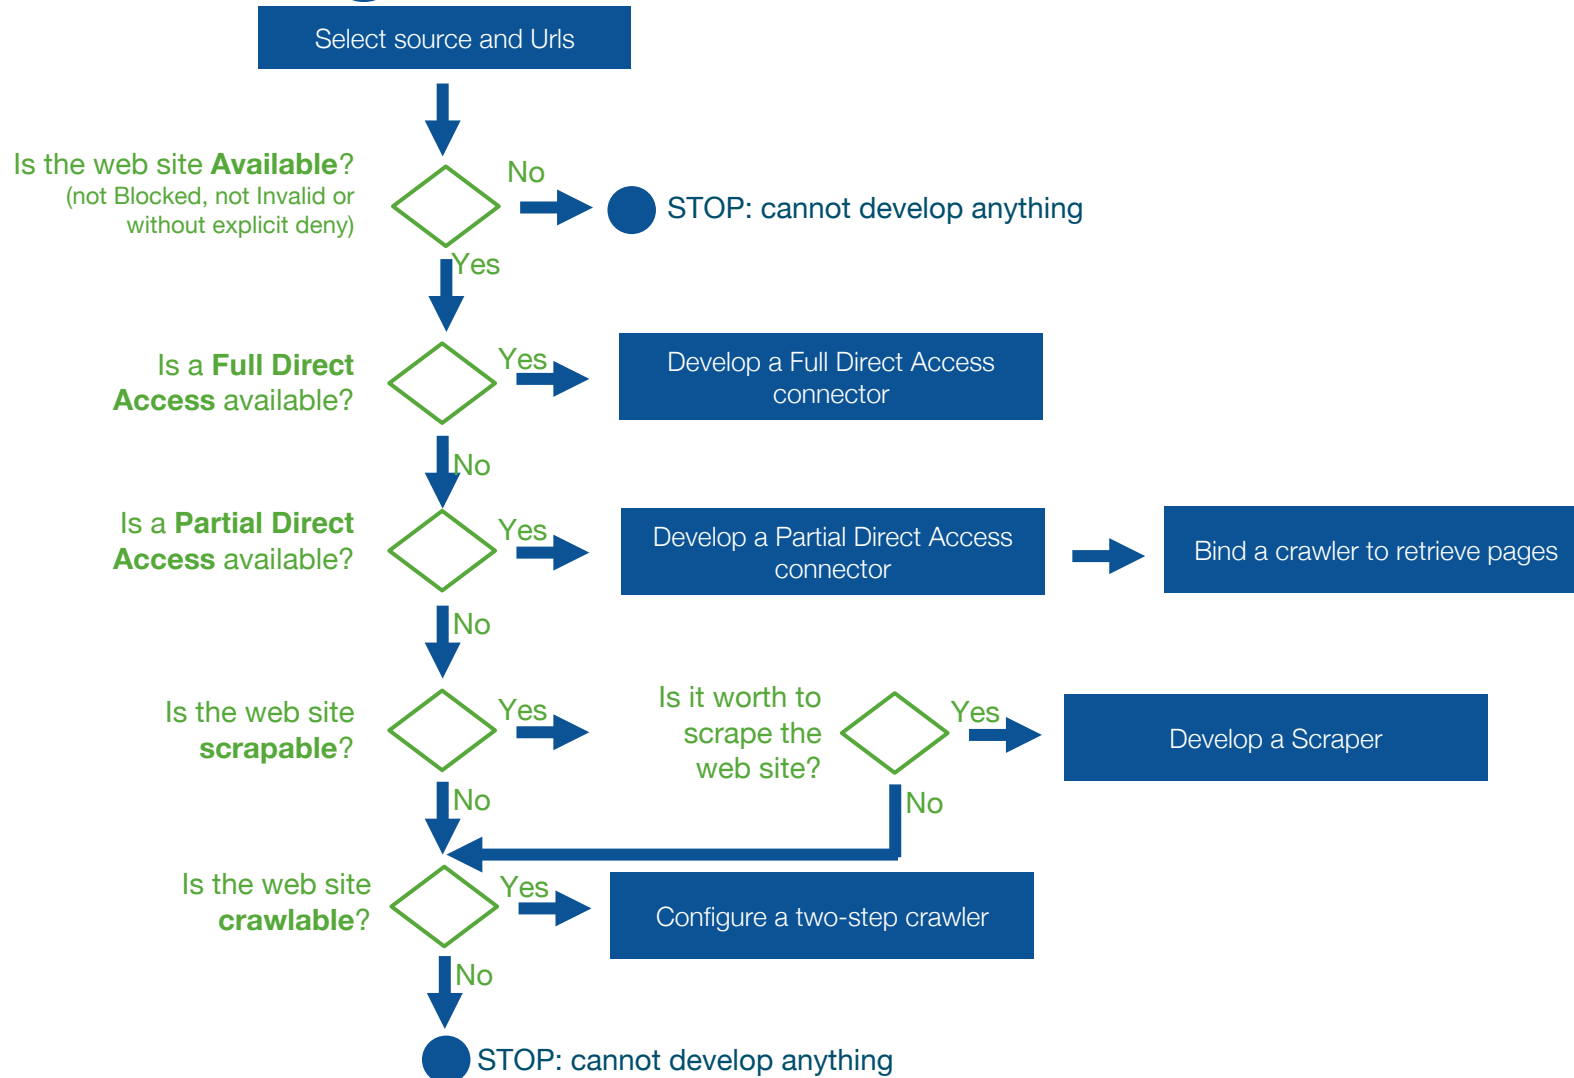 Select source and Urls
Is the web site Available?
(not Blocked, not Invalid or
without explicit deny)
No
STOP: cannot develop anything
Yes
Is a Full Direct
Access available?
Yes
Develop a Full Direct Access
connector
No
Is a Partial Direct
Access available?
Yes
Develop a Partial Direct Access
connector
Bind a crawler to retrieve pages
No
Is the web site
scrapable?
Yes
Is it worth to
scrape the
web site?
Yes
Develop a Scraper
No
No
Is the web site
crawlable?
Yes
Configure a two-step crawler
No
STOP: cannot develop anything